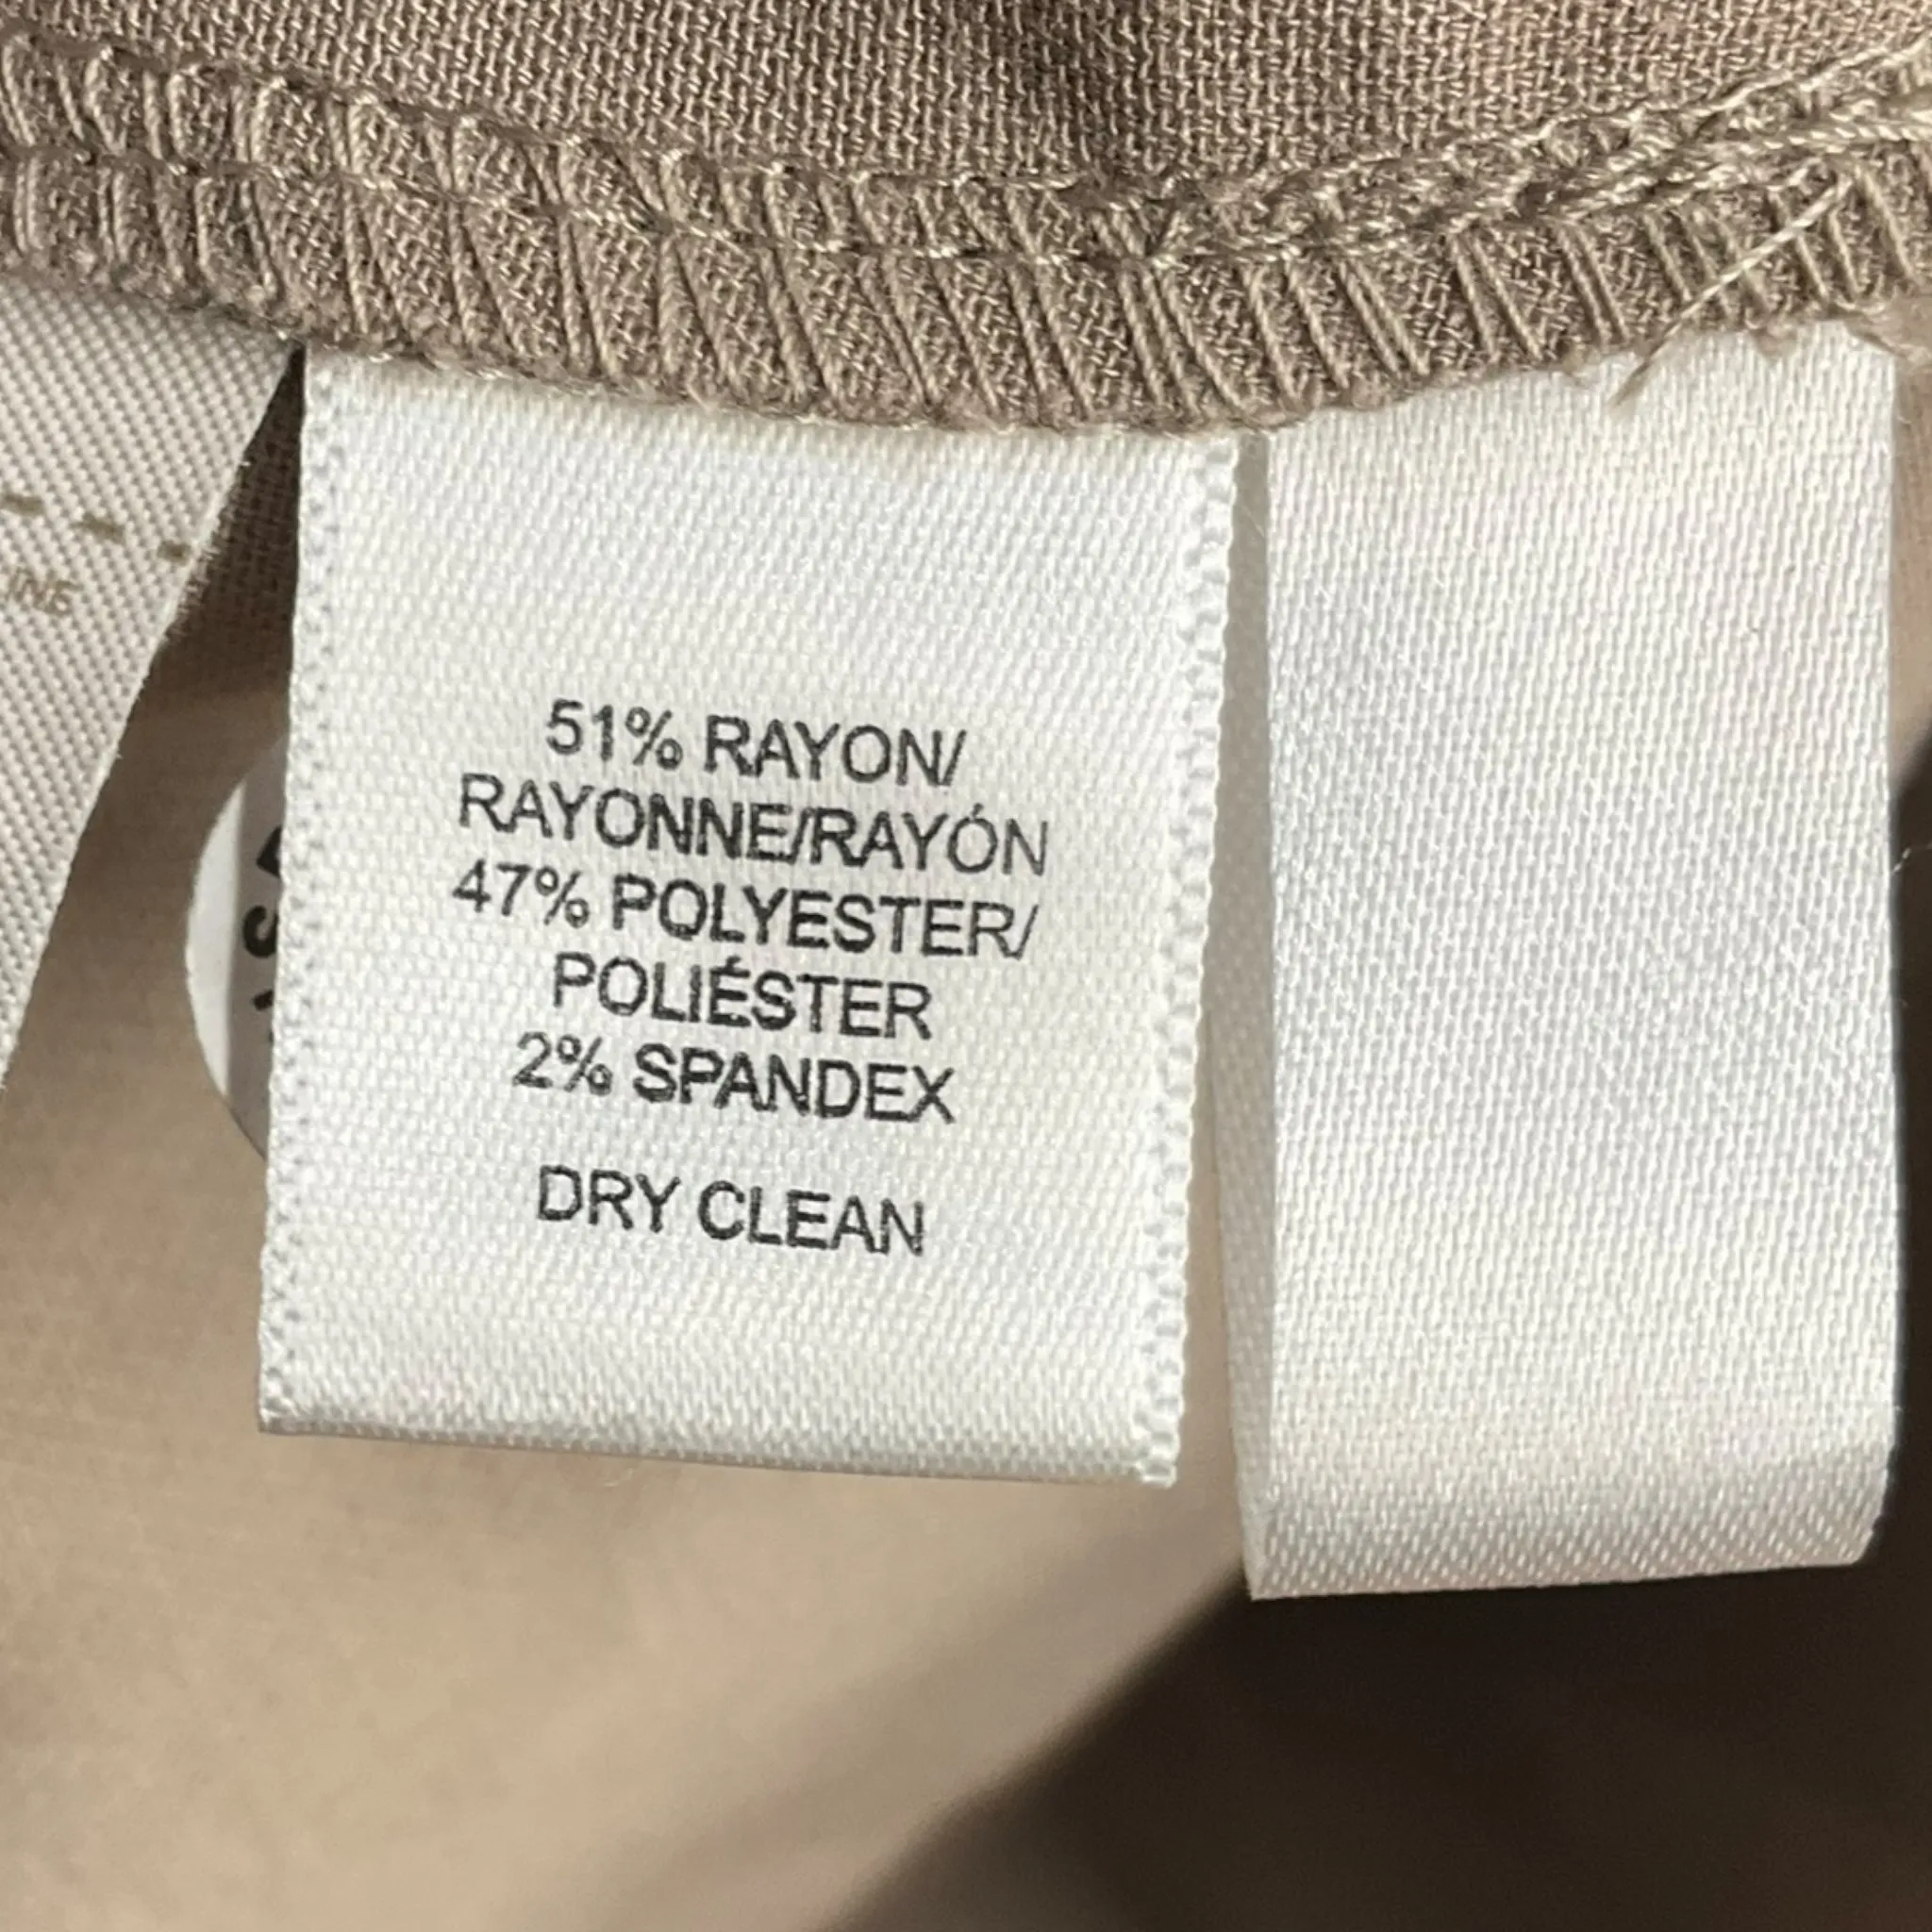 51% RAYON/
RAYONNE/RAYÓN
47% POLYESTER/
POLIÉSTER
2% SPANDEX
DRY CLEAN